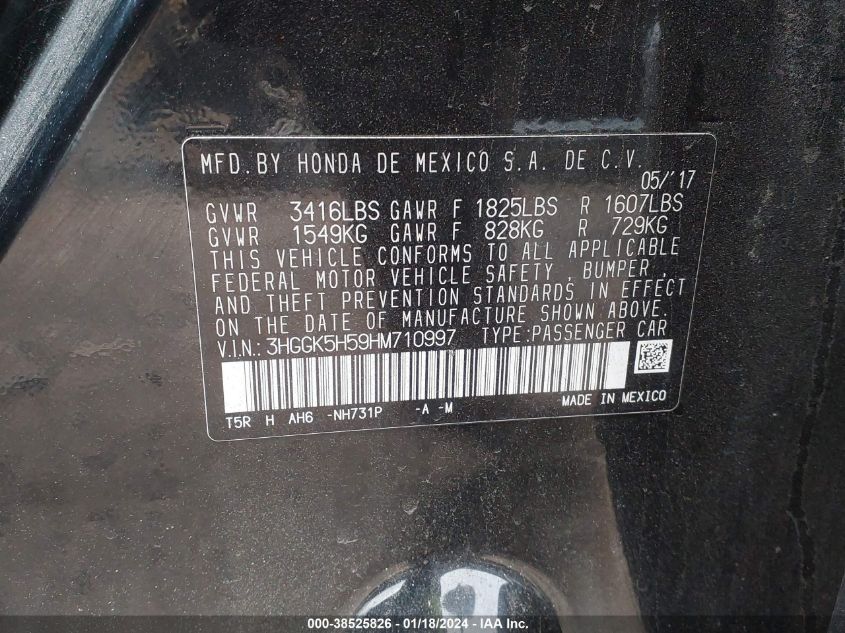 MFD. BY HONDA DE MEXICO S.A. DE C.V.
05/'17
GVWR 3416LBS GAWR F 1825LBS R 1607LBS
GVWR 1549KG GAWR F 828KG R 729KG
THIS VEHICLE CONFORMS TO ALL APPLICABLE
FEDERAL MOTOR VEHICLE SAFETY, BUMPER,
AND THEFT PREVENTION STANDARDS IN EFFECT
ON THE DATE OF MANUFACTURE SHOWN ABOVE.
V.I.N.: 3HGGK5H59HM710997 TYPE:PASSENGER CAR
T5R H AH6 -NH731P -A -M MADE IN MEXICO
000-38525826 - 01/18/2024 - IAA Inc.